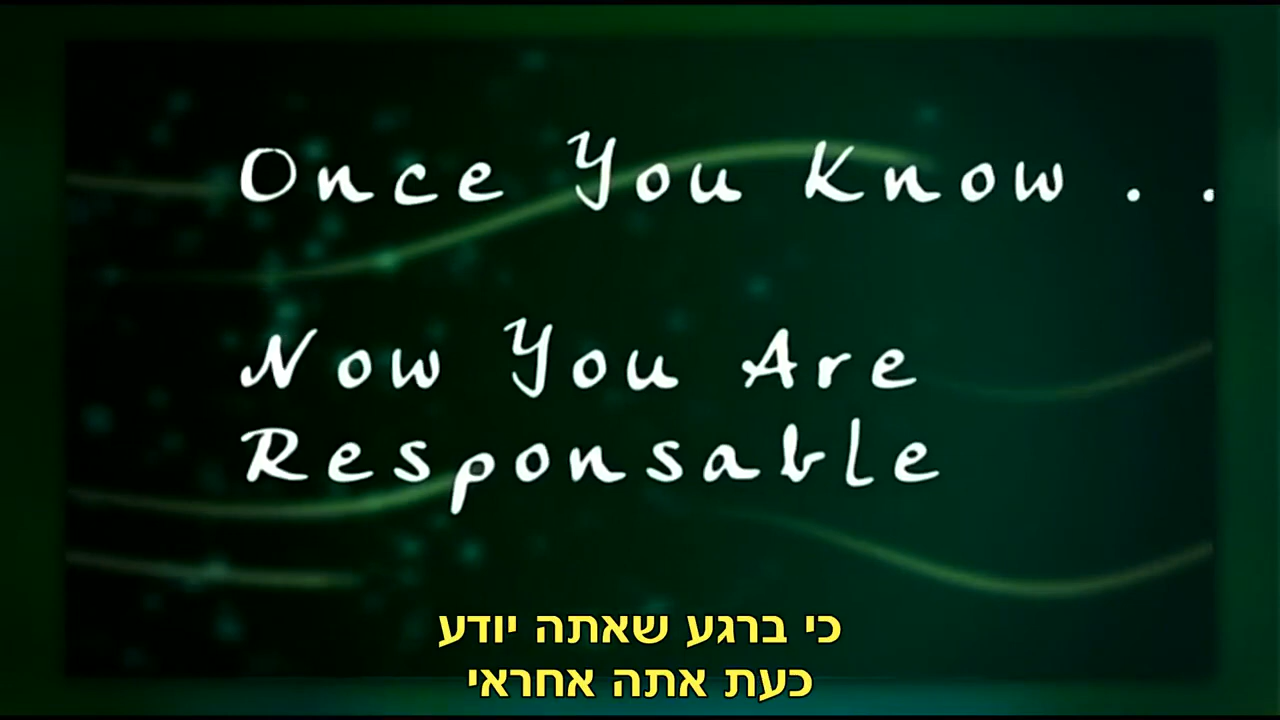 Once You Know . .
Now You Are
Responsable
כי ברגע שאתה יודע
כעת אתה אחראי